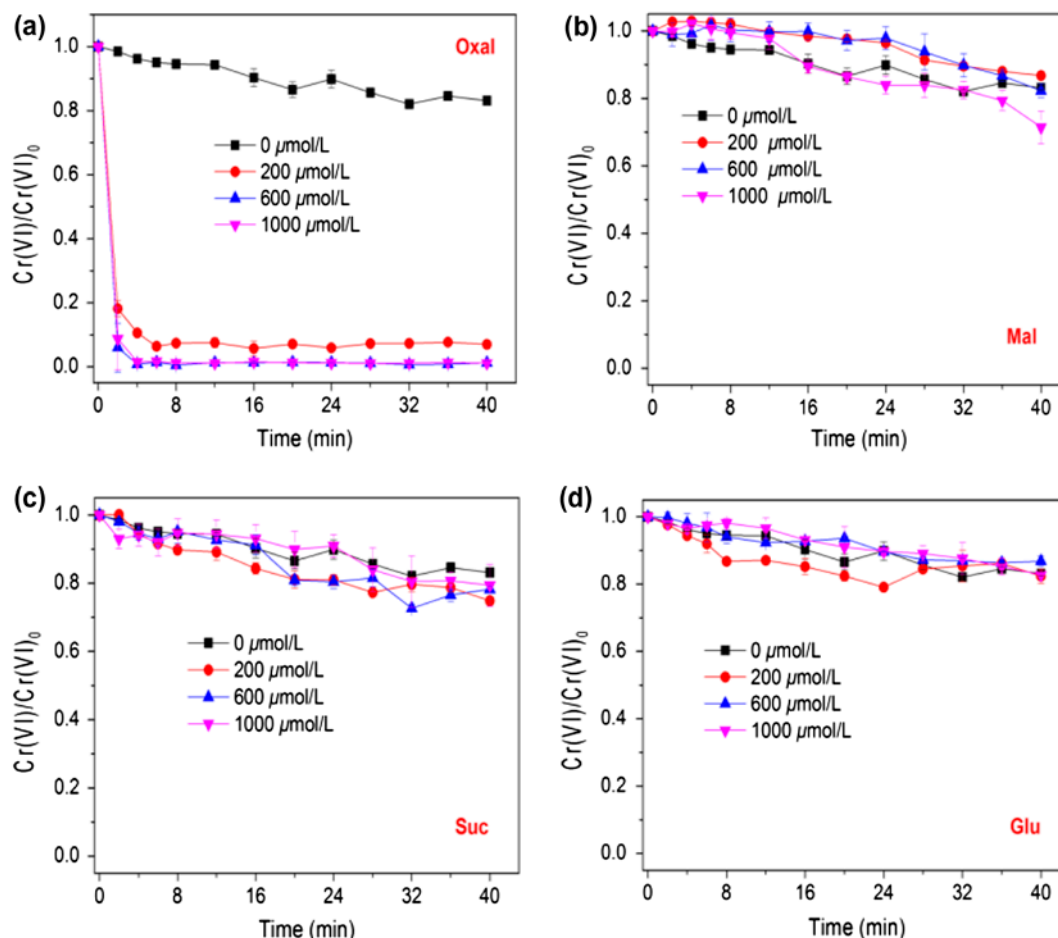 (a)
Oxal
0 µmol/L
200 µmol/L
600 µmol/L
1000 µmol/L
Cr(VI)/Cr(VI)₀
1.0
0.8
0.6
0.4
0.2
0.0
0 8 16 24 32 40
Time (min)
(b)
0 µmol/L
200 µmol/L
600 µmol/L
1000 µmol/L
Mal
Cr(VI)/Cr(VI)₀
1.0
0.8
0.6
0.4
0.2
0.0
0 8 16 24 32 40
Time (min)
(c)
0 µmol/L
200 µmol/L
600 µmol/L
1000 µmol/L
Suc
Cr(VI)/Cr(VI)₀
1.0
0.8
0.6
0.4
0.2
0.0
0 8 16 24 32 40
Time (min)
(d)
0 µmol/L
200 µmol/L
600 µmol/L
1000 µmol/L
Glu
Cr(VI)/Cr(VI)₀
1.0
0.8
0.6
0.4
0.2
0.0
0 8 16 24 32 40
Time (min)